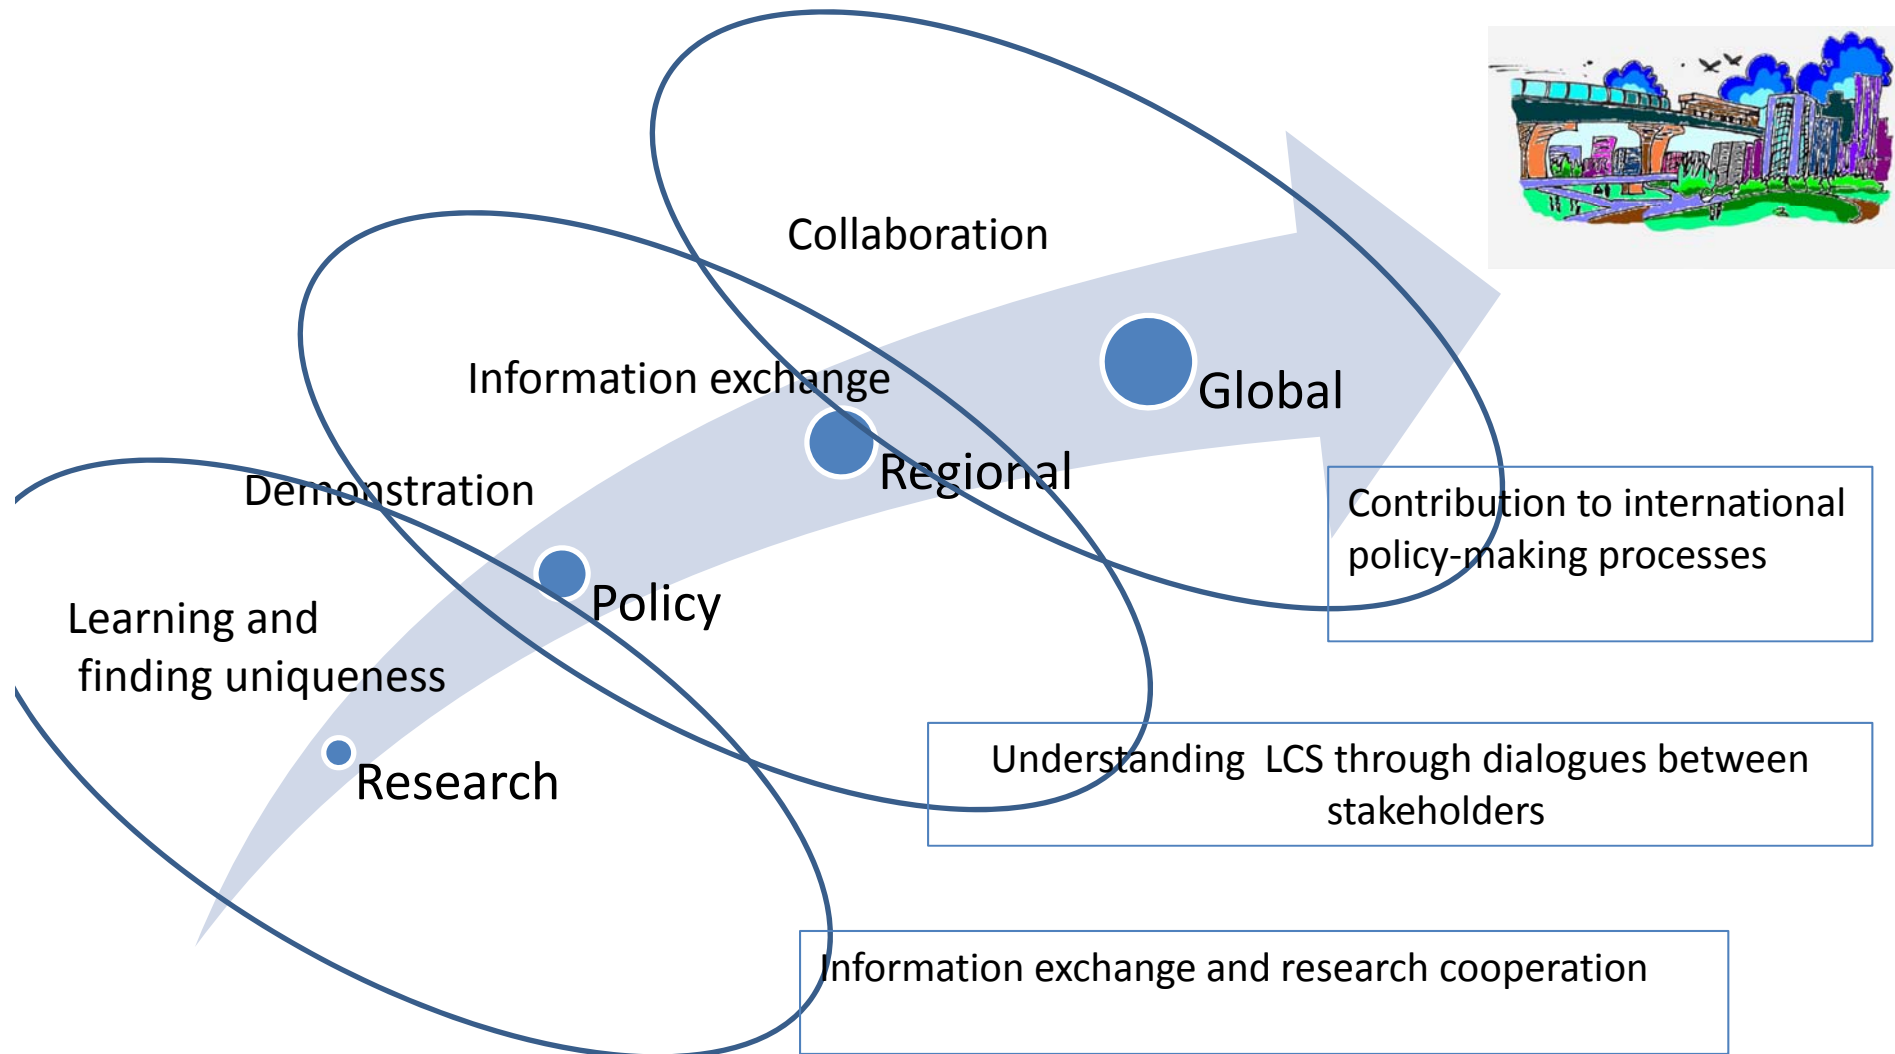 Collaboration
Information exchange
Global
Regional
Demonstration
Contribution to international
policy-making processes
Policy
Learning and
finding uniqueness
Research
Understanding  LCS through dialogues between
stakeholders
Information exchange and research cooperation